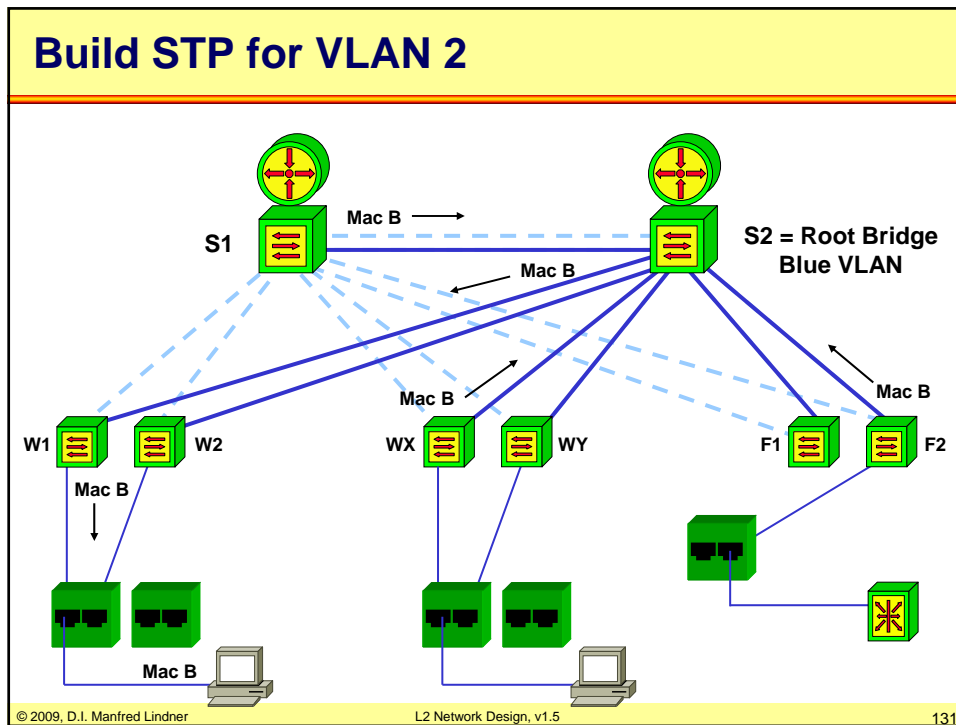 Build STP for VLAN 2
Mac B
S1
S2 = Root Bridge
Blue VLAN
Mac B
Mac B
Mac B
W1
W2
WX
WY
F1
F2
Mac B
Mac B
© 2009, D.I. Manfred Lindner
L2 Network Design, v1.5
131